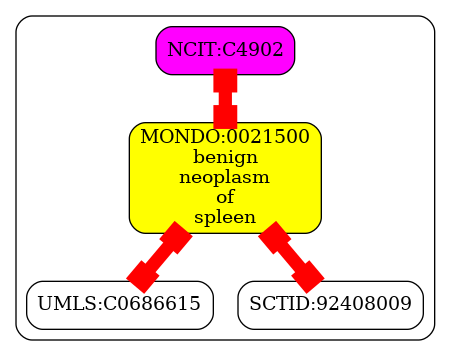 NCIT:C4902
MONDO:0021500
benign
neoplasm
of
spleen
UMLS:C0686615
SCTID:92408009